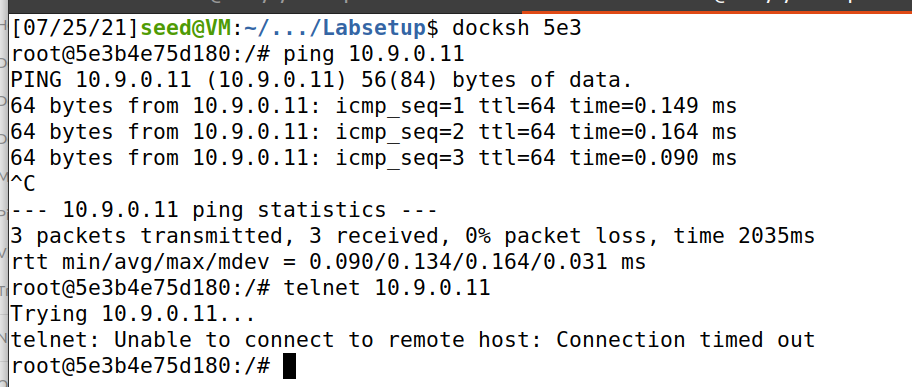 [07/25/21]seed@VM:~/.../Labsetup$ docksh 5e3
root@5e3b4e75d180:/# ping 10.9.0.11
PING 10.9.0.11 (10.9.0.11) 56(84) bytes of data.
64 bytes from 10.9.0.11: icmp_seq=1 ttl=64 time=0.149 ms
64 bytes from 10.9.0.11: icmp_seq=2 ttl=64 time=0.164 ms
64 bytes from 10.9.0.11: icmp_seq=3 ttl=64 time=0.090 ms
^C
--- 10.9.0.11 ping statistics ---
3 packets transmitted, 3 received, 0% packet loss, time 2035ms
rtt min/avg/max/mdev = 0.090/0.134/0.164/0.031 ms
root@5e3b4e75d180:/# telnet 10.9.0.11
Trying 10.9.0.11...
telnet: Unable to connect to remote host: Connection timed out
root@5e3b4e75d180:/#